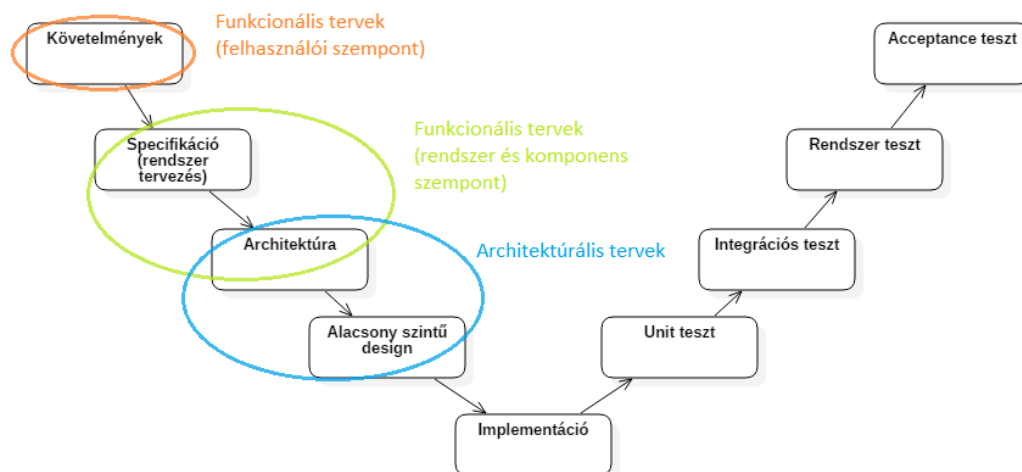 Funkcionális tervek
(felhasználói szempont)
Követelmények
Acceptance teszt
Funkcionális tervek
(rendszer és komponens
szempont)
Specifikáció
(rendszer
tervezés)
Rendszer teszt
Architektúra
Architektúrális tervek
Integrációs teszt
Alacsony szintű
design
Unit teszt
Implementáció